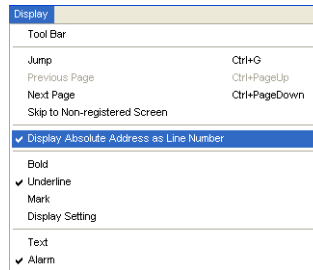 Display
Tool Bar
Jump Ctrl+G
Previous Page Ctrl+PageUp
Next Page Ctrl+PageDown
Skip to Non-registered Screen
Display Absolute Address as Line Number
Bold
Underline
Mark
Display Setting
Text
Alarm